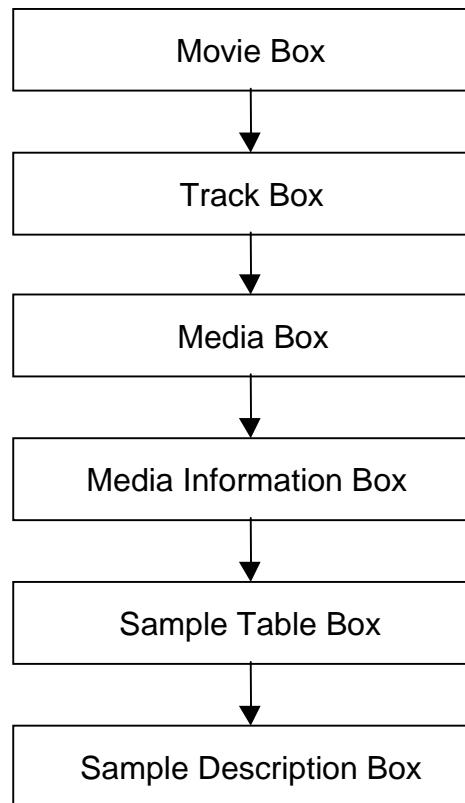 Movie Box
Track Box
Media Box
Media Information Box
Sample Table Box
Sample Description Box